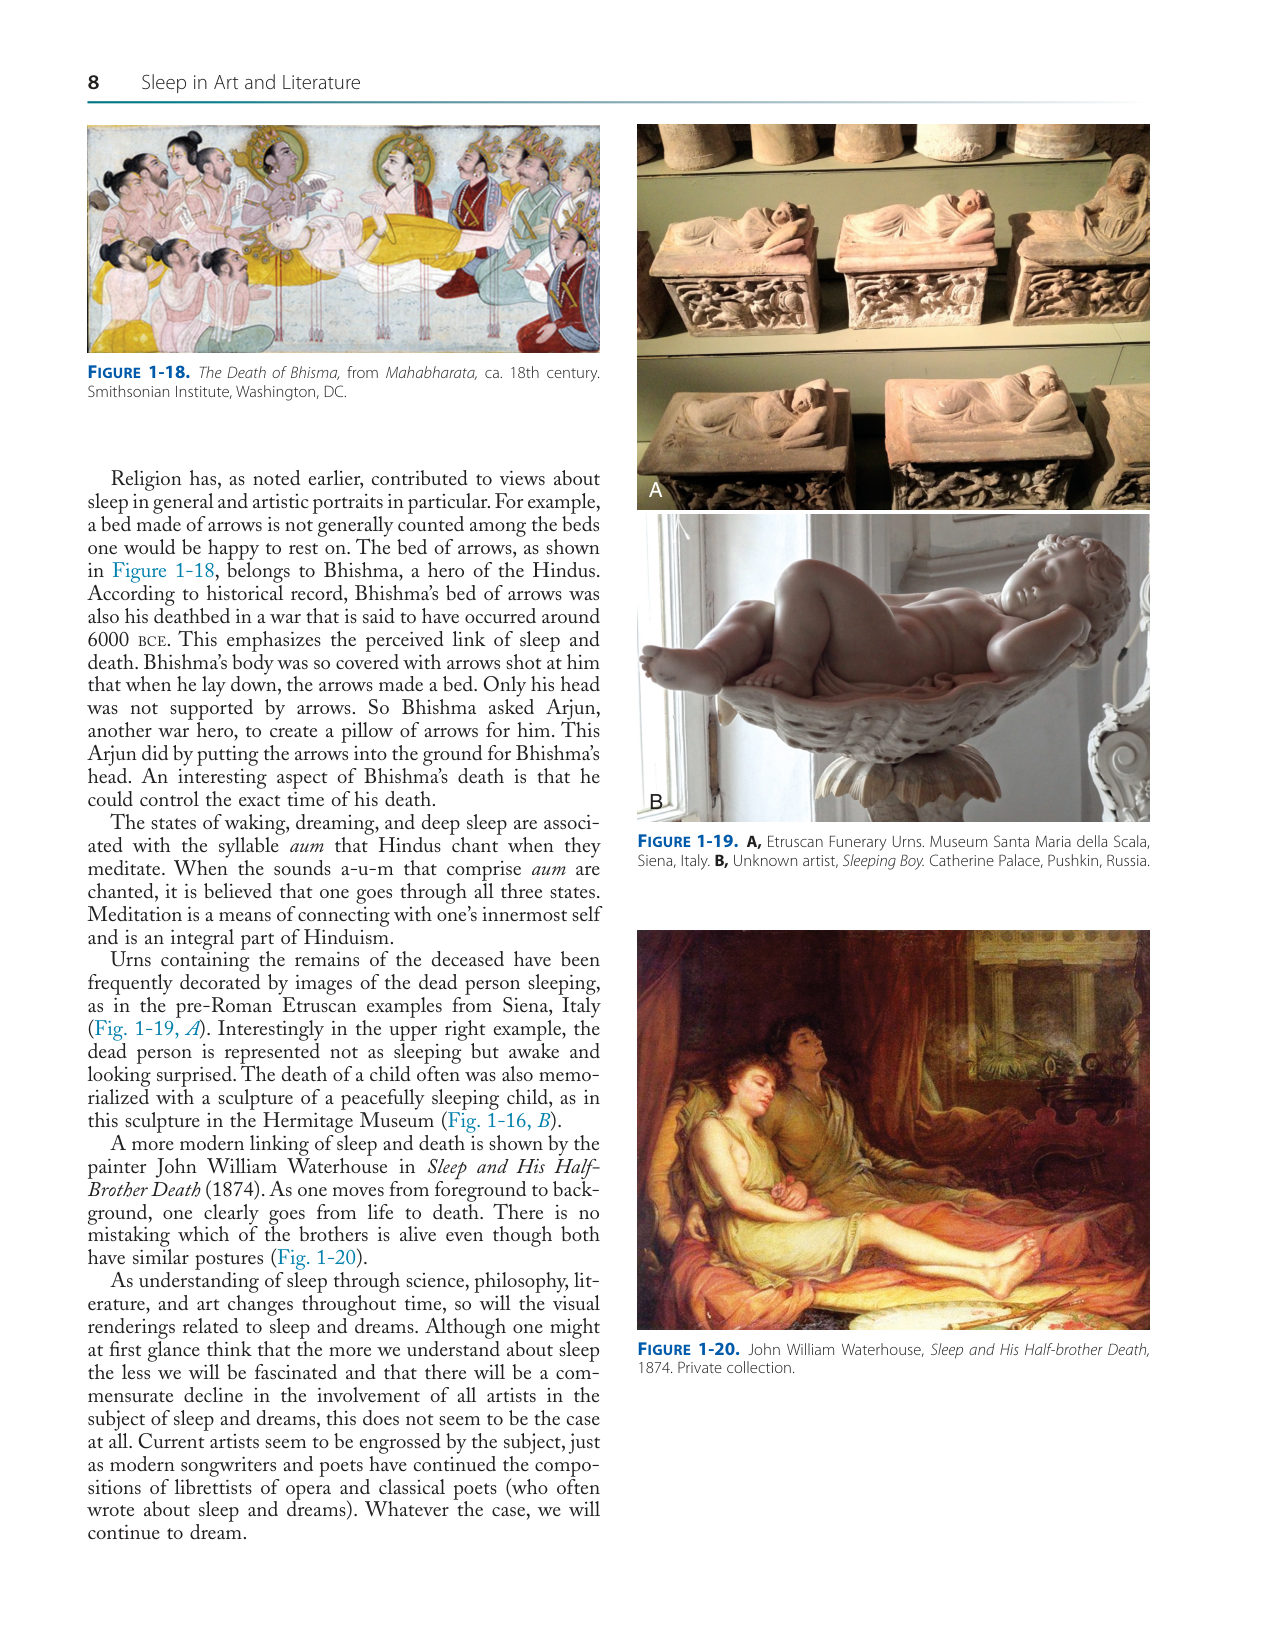 8 Sleep in Art and Literature
FIGURE 1-18. The Death of Bhisma, from Mahabharata, ca. 18th century.
Smithsonian Institute, Washington, DC.
Religion has, as noted earlier, contributed to views about
sleep in general and artistic portraits in particular. For example,
a bed made of arrows is not generally counted among the beds
one would be happy to rest on. The bed of arrows, as shown
in Figure 1-18, belongs to Bhishma, a hero of the Hindus.
According to historical record, Bhishma's bed of arrows was
also his deathbed in a war that is said to have occurred around
6000 BCE. This emphasizes the perceived link of sleep and
death. Bhishma's body was so covered with arrows shot at him
that when he lay down, the arrows made a bed. Only his head
was not supported by arrows. So Bhishma asked Arjun,
another war hero, to create a pillow of arrows for him. This
Arjun did by putting the arrows into the ground for Bhishma's
head. An interesting aspect of Bhishma's death is that he
could control the exact time of his death.
The states of waking, dreaming, and deep sleep are associ-
ated with the syllable aum that Hindus chant when they
meditate. When the sounds a-u-m that comprise aum are
chanted, it is believed that one goes through all three states.
Meditation is a means of connecting with one's innermost self
and is an integral part of Hinduism.
Urns containing the remains of the deceased have been
frequently decorated by images of the dead person sleeping,
as in the pre-Roman Etruscan examples from Siena, Italy
(Fig. 1-19, A). Interestingly in the upper right example, the
dead person is represented not as sleeping but awake and
looking surprised. The death of a child often was also memo-
rialized with a sculpture of a peacefully sleeping child, as in
this sculpture in the Hermitage Museum (Fig. 1-16, B).
A more modern linking of sleep and death is shown by the
painter John William Waterhouse in Sleep and His Half-
Brother Death (1874). As one moves from foreground to back-
ground, one clearly goes from life to death. There is no
mistaking which of the brothers is alive even though both
have similar postures (Fig. 1-20).
As understanding of sleep through science, philosophy, lit-
erature, and art changes throughout time, so will the visual
renderings related to sleep and dreams. Although one might
at first glance think that the more we understand about sleep
the less we will be fascinated and that there will be a com-
mensurate decline in the involvement of all artists in the
subject of sleep and dreams, this does not seem to be the case
at all. Current artists seem to be engrossed by the subject, just
as modern songwriters and poets have continued the compo-
sitions of librettists of opera and classical poets (who often
wrote about sleep and dreams). Whatever the case, we will
continue to dream.
A
B
FIGURE 1-19. A, Etruscan Funerary Urns. Museum Santa Maria della Scala,
Siena, Italy. B, Unknown artist, Sleeping Boy. Catherine Palace, Pushkin, Russia.
FIGURE 1-20. John William Waterhouse, Sleep and His Half-brother Death,
1874. Private collection.